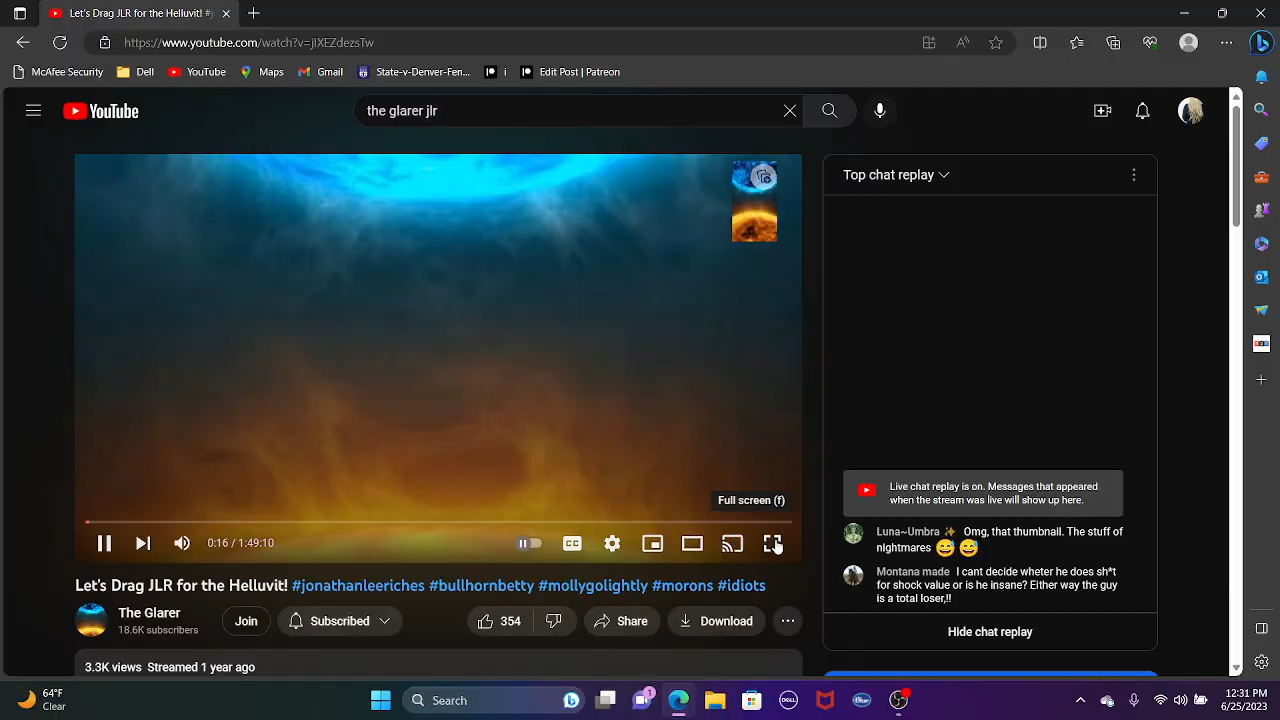 Let's Drag JLR for the Helluvit! #j
https://www.youtube.com/watch?v=jIXEZdezsTw
McAfee Security Dell YouTube Maps Gmail State-v-Denver-Fen... i Edit Post | Patreon
YouTube
the glarer jlr
Top chat replay
Full screen (f)
Live chat replay is on. Messages that appeared
when the stream was live will show up here.
Luna~Umbra ✨ Omg, that thumbnall. The stuff of
nightmares 😅 😅
Montana made I cant decide wheter he does sh*t
for shock value or is he insane? Either way the guy
is a total loser,!!
0:16 / 1:49:10
CC
Let's Drag JLR for the Helluvit! #jonathanleeriches #bullhornbetty #mollygolightly #morons #idiots
The Glarer
18.6K subscribers
Join
Subscribed
354
Share
Download
Hide chat replay
3.3K views Streamed 1 year ago
64°F
Clear
Search
1
DELL
Blue
12:31 PM
6/25/2023